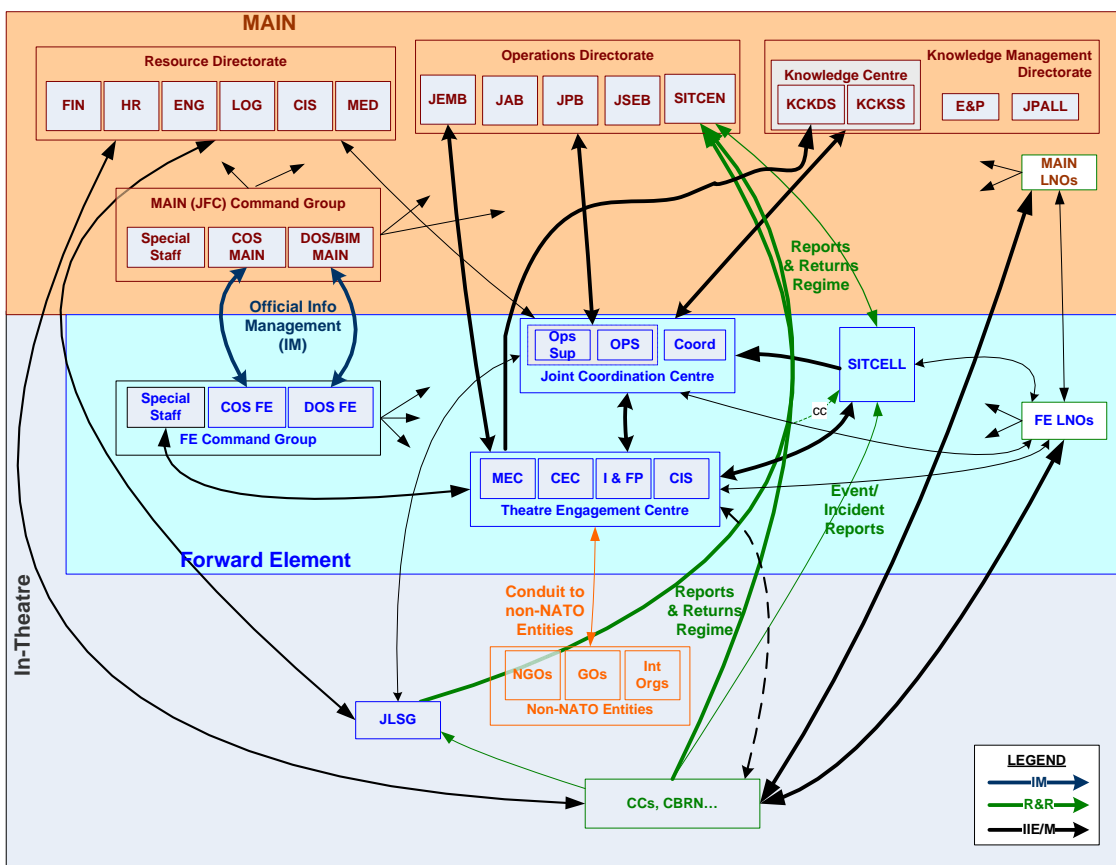 MAIN
Resource Directorate
FIN
HR
ENG
LOG
CIS
MED
Operations Directorate
JEMB
JAB
JPB
JSEB
SITCEN
Knowledge Management
Directorate
Knowledge Centre
KCKDS
KCKSS
E&P
JPALL
MAIN
LNOs
MAIN (JFC) Command Group
Special
Staff
COS
MAIN
DOS/BIM
MAIN
Reports
& Returns
Regime
Official Info
Management
(IM)
Ops
Sup
OPS
Coord
Joint Coordination Centre
SITCELL
Special
Staff
COS FE
DOS FE
FE Command Group
cc
FE LNOs
MEC
CEC
I & FP
CIS
Theatre Engagement Centre
Event/
Incident
Reports
Forward Element
In-Theatre
Conduit to
non-NATO
Entities
Reports
& Returns
Regime
NGOs
GOs
Int
Orgs
Non-NATO Entities
JLSG
CCs, CBRN…
LEGEND
IM
R&R
IIE/M